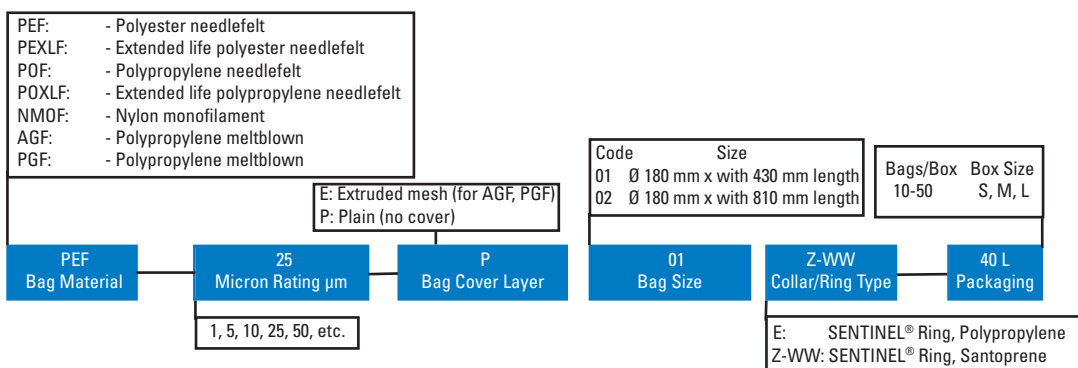 PEF: - Polyester needlefelt
PEXLF: - Extended life polyester needlefelt
POF: - Polypropylene needlefelt
POXLF: - Extended life polypropylene needlefelt
NMOF: - Nylon monofilament
AGF: - Polypropylene meltblown
PGF: - Polypropylene meltblown
E: Extruded mesh (for AGF, PGF)
P: Plain (no cover)
Code Size
01 Ø 180 mm x with 430 mm length
02 Ø 180 mm x with 810 mm length
Bags/Box Box Size
10-50 S, M, L
PEF
Bag Material
25
Micron Rating µm
P
Bag Cover Layer
01
Bag Size
Z-WW
Collar/Ring Type
40 L
Packaging
1, 5, 10, 25, 50, etc.
E: SENTINEL® Ring, Polypropylene
Z-WW: SENTINEL® Ring, Santoprene